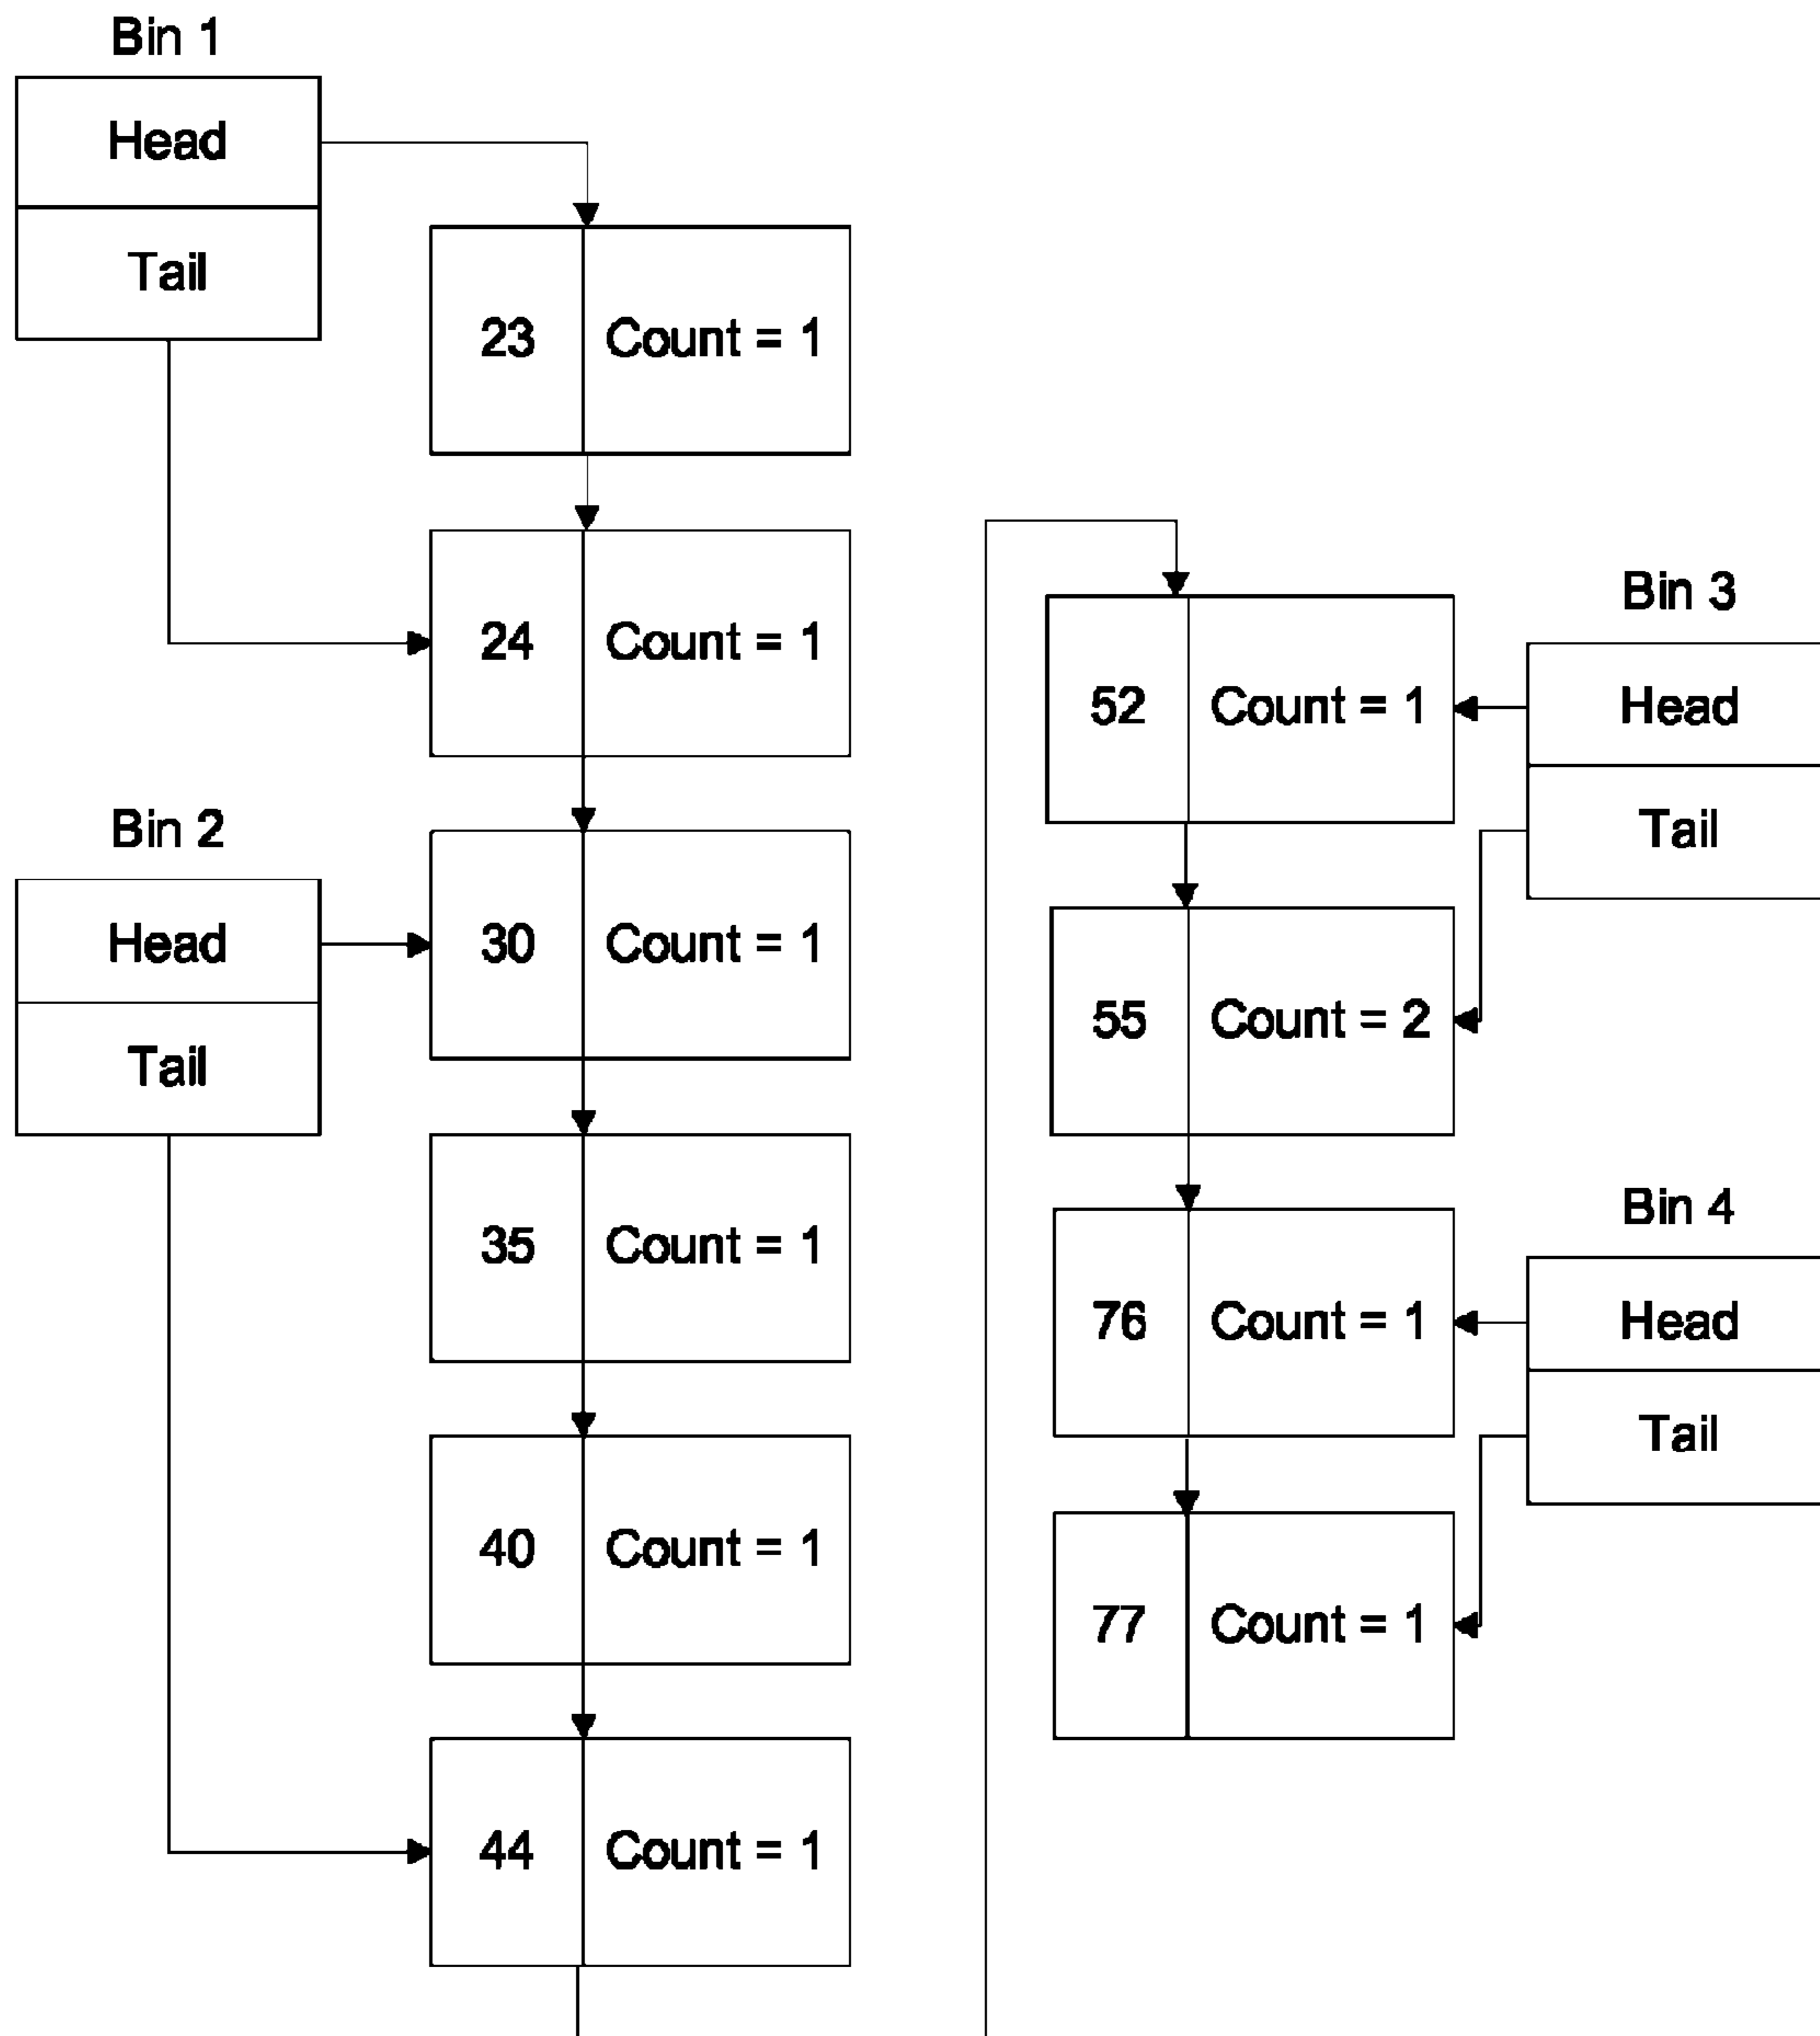 Bin 1
Head
Tail
23 Count = 1
24 Count = 1
Bin 2
Head
Tail
30 Count = 1
35 Count = 1
40 Count = 1
44 Count = 1
Bin 3
Head
Tail
52 Count = 1
55 Count = 2
Bin 4
Head
Tail
76 Count = 1
77 Count = 1